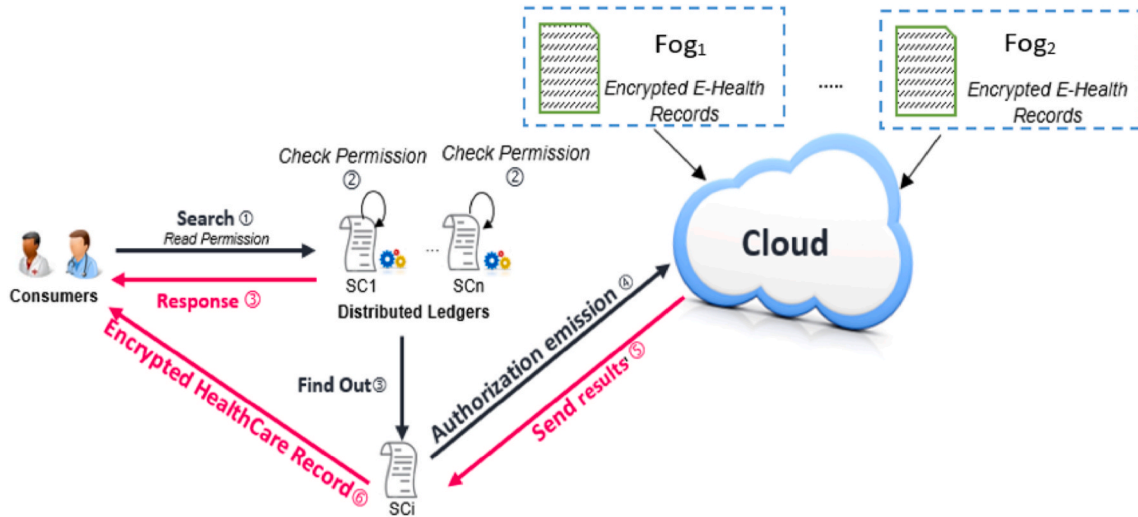 Fog1
Encrypted E-Health
Records
.....
Fog2
Encrypted E-Health
Records
Check Permission
②
Check Permission
②
Search ①
Read Permission
...
Cloud
Consumers
Response ③
SC1
SCn
Distributed Ledgers
Authorization emission ④
Find Out③
Send results' ⑤
Encrypted HealthCare Record⑥
SCi